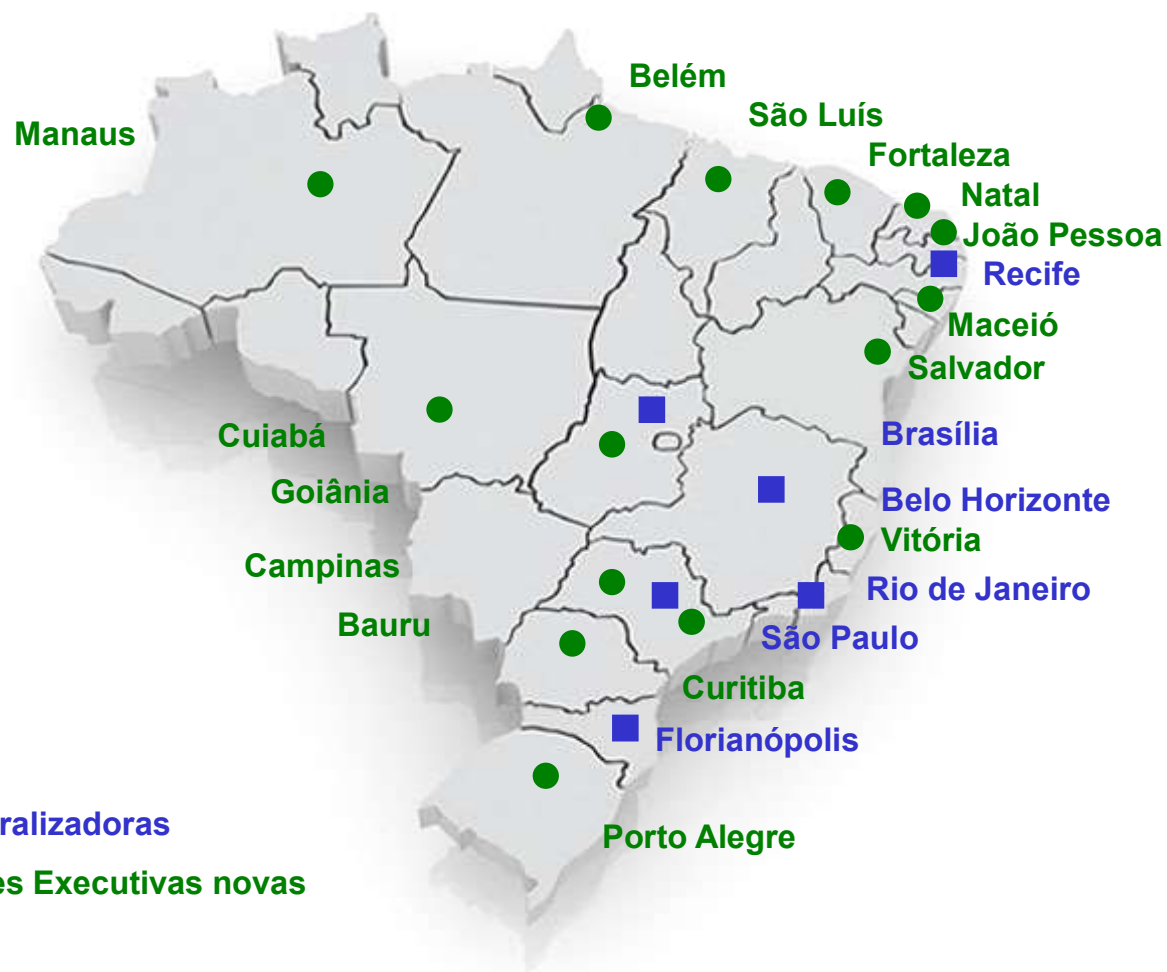 Belém
São Luís
Manaus
Fortaleza
Natal
João Pessoa
Recife
Maceió
Salvador
Cuiabá
Brasília
Goiânia
Belo Horizonte
Vitória
Campinas
Rio de Janeiro
Bauru
São Paulo
Curitiba
Florianópolis
ralizadoras
Porto Alegre
es Executivas novas